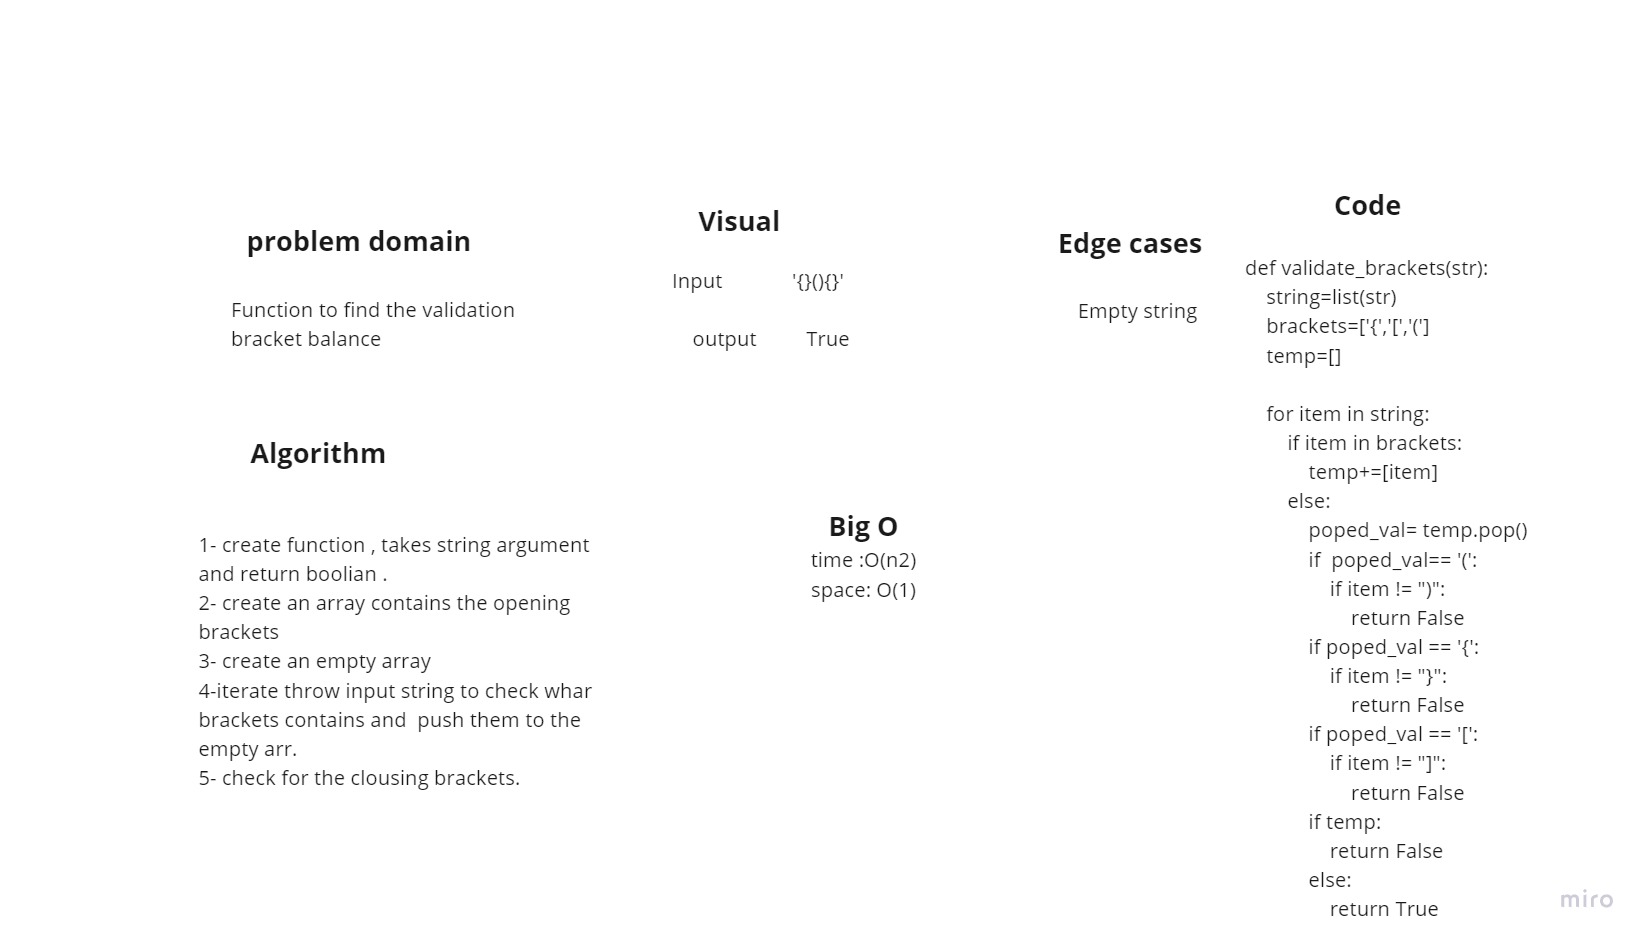 problem domain
Function to find the validation
bracket balance
Algorithm
1- create function , takes string argument
and return boolian .
2- create an array contains the opening
brackets
3- create an empty array
4-iterate throw input string to check whar
brackets contains and  push them to the
empty arr.
5- check for the clousing brackets.
Visual
Input '{}(){}'
output True
Big O
time :O(n2)
space: O(1)
Edge cases
Empty string
Code
def validate_brackets(str):
    string=list(str)
    brackets=['{','[','(']
    temp=[]
    for item in string:
        if item in brackets:
            temp+=[item]
        else:
            poped_val= temp.pop()
            if  poped_val== '(':
                if item != ")":
                    return False
            if poped_val == '{':
                if item != "}":
                    return False
            if poped_val == '[':
                if item != "]":
                    return False
            if temp:
                return False
            else:
                return True
miro